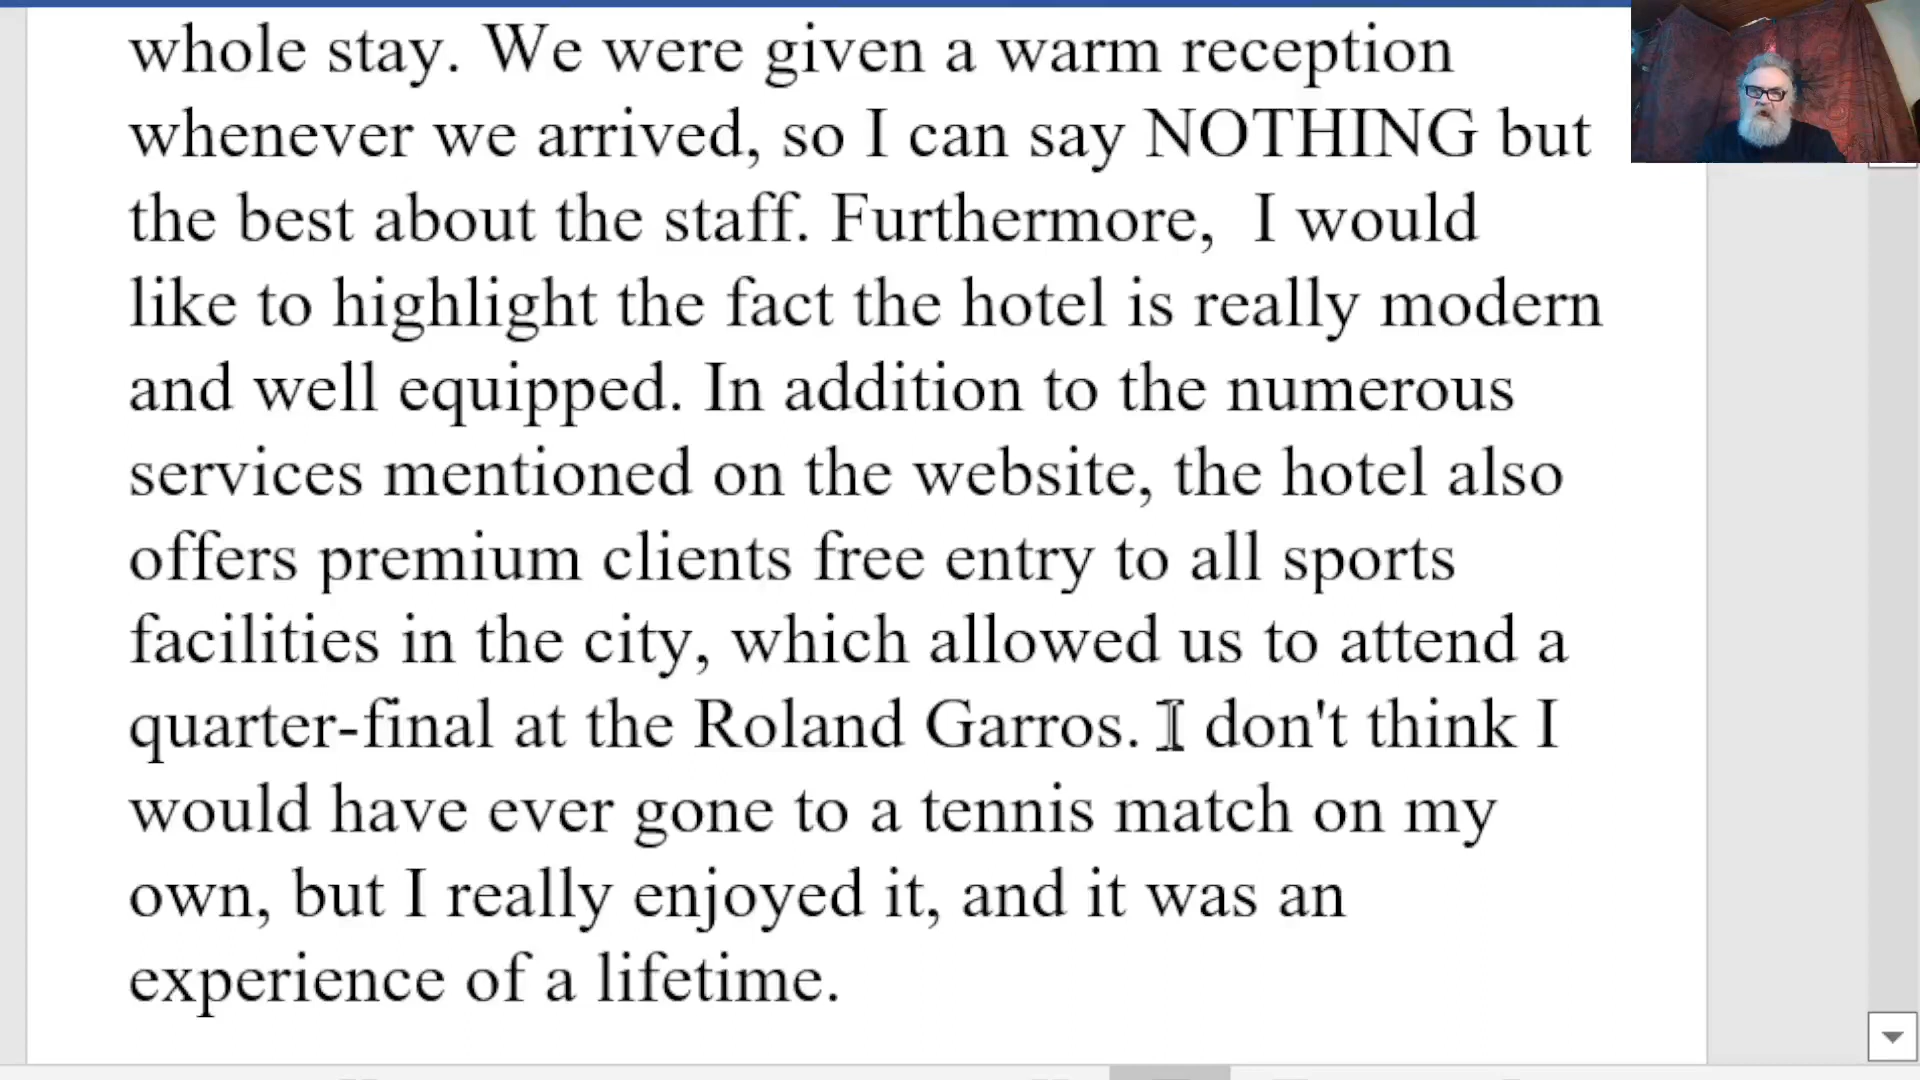 whole stay. We were given a warm reception
whenever we arrived, so I can say NOTHING but
the best about the staff. Furthermore,  I would
like to highlight the fact the hotel is really modern
and well equipped. In addition to the numerous
services mentioned on the website, the hotel also
offers premium clients free entry to all sports
facilities in the city, which allowed us to attend a
quarter-final at the Roland Garros. I don't think I
would have ever gone to a tennis match on my
own, but I really enjoyed it, and it was an
experience of a lifetime.